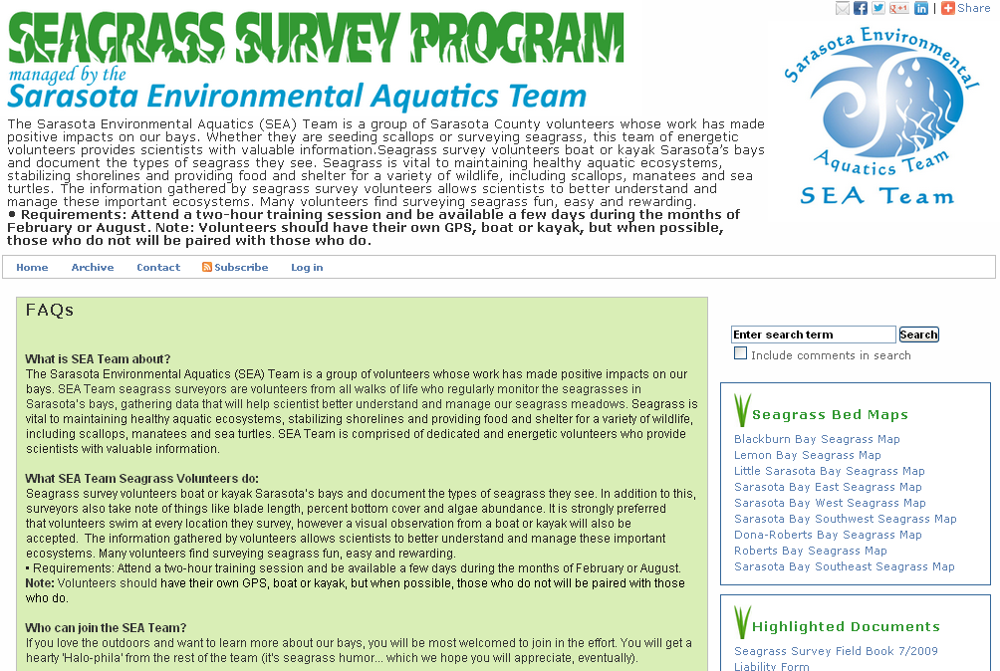 Share
SEAGRASS SURVEY PROGRAM
managed by the
Sarasota Environmental Aquatics Team
Sarasota Environmental
Aquatics Team
SEA Team
The Sarasota Environmental Aquatics (SEA) Team is a group of Sarasota County volunteers whose work has made
positive impacts on our bays. Whether they are seeding scallops or surveying seagrass, this team of energetic
volunteers provides scientists with valuable information.Seagrass survey volunteers boat or kayak Sarasota's bays
and document the types of seagrass they see. Seagrass is vital to maintaining healthy aquatic ecosystems,
stabilizing shorelines and providing food and shelter for a variety of wildlife, including scallops, manatees and sea
turtles. The information gathered by seagrass survey volunteers allows scientists to better understand and
manage these important ecosystems. Many volunteers find surveying seagrass fun, easy and rewarding.
• Requirements: Attend a two-hour training session and be available a few days during the months of
February or August. Note: Volunteers should have their own GPS, boat or kayak, but when possible,
those who do not will be paired with those who do.
Home Archive Contact Subscribe Log in
FAQs
What is SEA Team about?
The Sarasota Environmental Aquatics (SEA) Team is a group of volunteers whose work has made positive impacts on our
bays. SEA Team seagrass surveyors are volunteers from all walks of life who regularly monitor the seagrasses in
Sarasota's bays, gathering data that will help scientist better understand and manage our seagrass meadows. Seagrass is
vital to maintaining healthy aquatic ecosystems, stabilizing shorelines and providing food and shelter for a variety of wildlife,
including scallops, manatees and sea turtles. SEA Team is comprised of dedicated and energetic volunteers who provide
scientists with valuable information.
What SEA Team Seagrass Volunteers do:
Seagrass survey volunteers boat or kayak Sarasota's bays and document the types of seagrass they see. In addition to this,
surveyors also take note of things like blade length, percent bottom cover and algae abundance. It is strongly preferred
that volunteers swim at every location they survey, however a visual observation from a boat or kayak will also be
accepted. The information gathered by volunteers allows scientists to better understand and manage these important
ecosystems. Many volunteers find surveying seagrass fun, easy and rewarding.
• Requirements: Attend a two-hour training session and be available a few days during the months of February or August.
Note: Volunteers should have their own GPS, boat or kayak, but when possible, those who do not will be paired with those
who do.
Who can join the SEA Team?
If you love the outdoors and want to learn more about our bays, you will be most welcomed to join in the effort. You will get a
hearty 'Halo-phila' from the rest of the team (it's seagrass humor... which we hope you will appreciate, eventually).
Enter search term Search
Include comments in search
Seagrass Bed Maps
Blackburn Bay Seagrass Map
Lemon Bay Seagrass Map
Little Sarasota Bay Seagrass Map
Sarasota Bay East Seagrass Map
Sarasota Bay West Seagrass Map
Sarasota Bay Southwest Seagrass Map
Dona-Roberts Bay Seagrass Map
Roberts Bay Seagrass Map
Sarasota Bay Southeast Seagrass Map
Highlighted Documents
Seagrass Survey Field Book 7/2009
Liability Form